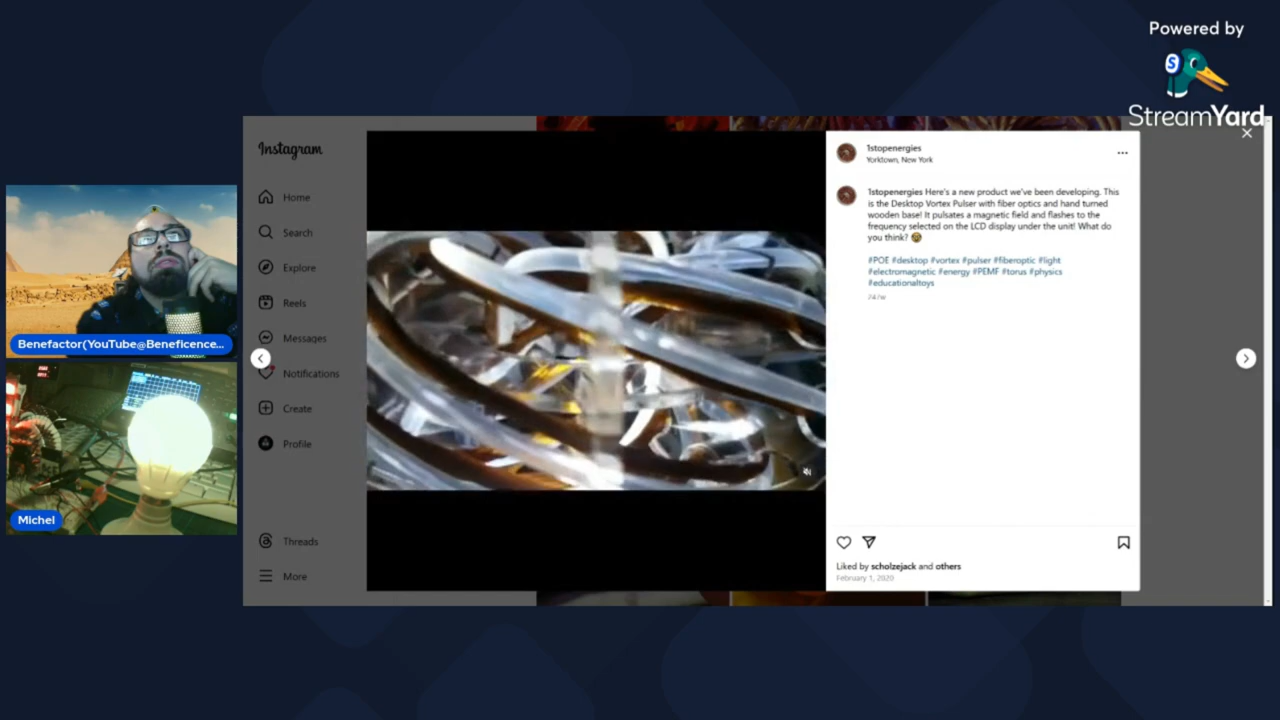 Powered by
S
StreamYard
Instagram
Home
Search
Explore
Reels
Messages
Notifications
Create
Profile
Threads
More
Benefactor(YouTube@Beneficence...
Michel
1stopenergies
Yorktown, New York
1stopenergies Here's a new product we've been developing. This
is the Desktop Vortex Pulser with fiber optics and hand turned
wooden base! It pulsates a magnetic field and flashes to the
frequency selected on the LCD display under the unit! What do
you think?
#POE #desktop #vortex #pulser #fiberoptic #light
#electromagnetic #energy #PEMF #torus #physics
#educationaltoys
Liked by scholzejack and others
February 1, 2020